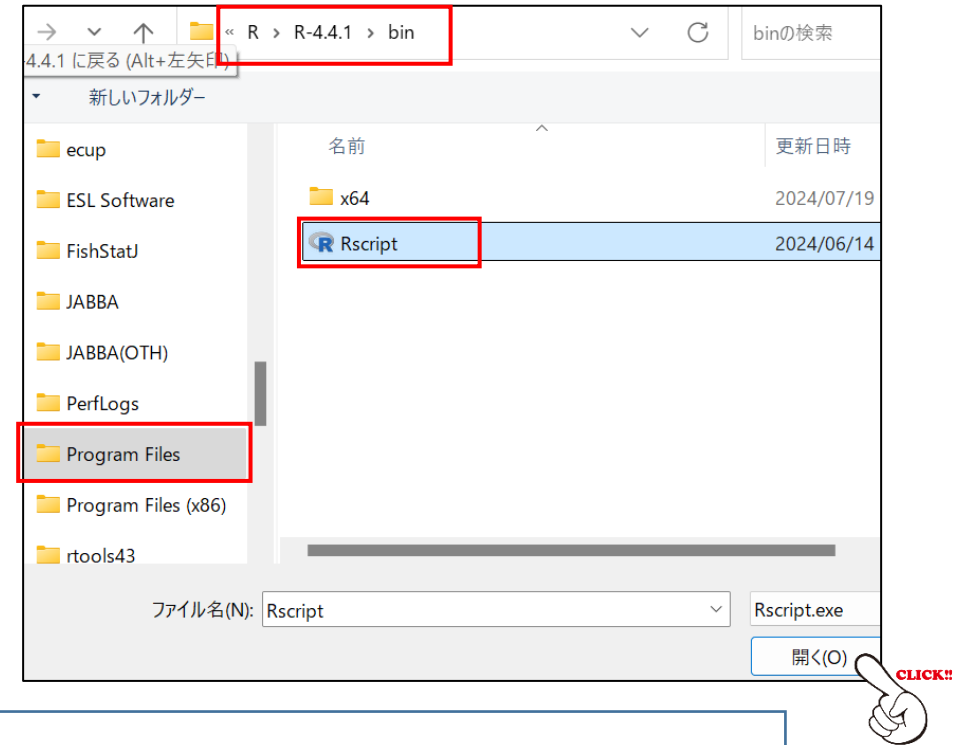 « R > R-4.4.1 > bin
binの検索
4.4.1 に戻る (Alt+左矢印)
新しいフォルダー
名前
更新日時
ecup
ESL Software
FishStatJ
JABBA
JABBA(OTH)
PerfLogs
Program Files
Program Files (x86)
rtools43
x64
2024/07/19
Rscript
2024/06/14
ファイル名(N):
Rscript
Rscript.exe
開く(O)
CLICK!!